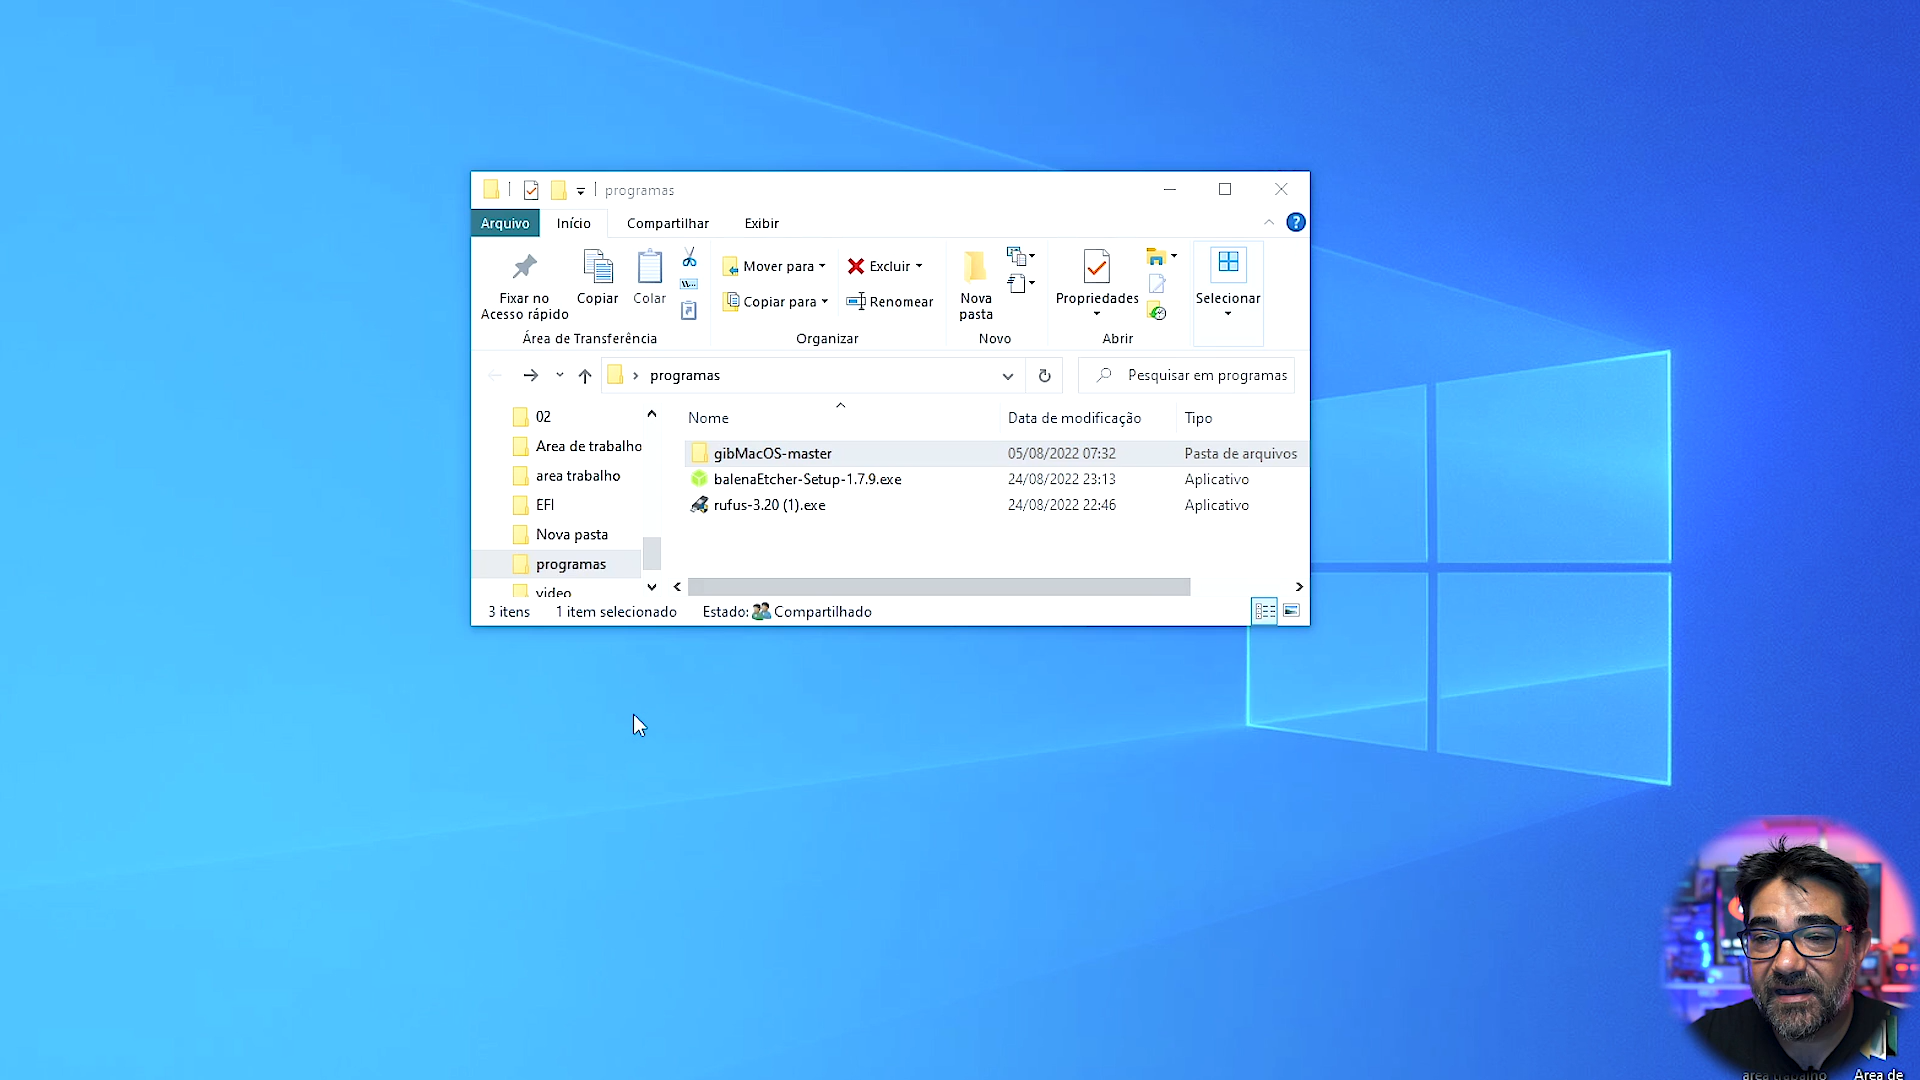 programas
Arquivo
Início
Compartilhar
Exibir
Fixar no
Acesso rápido
Copiar
Colar
Mover para
Copiar para
Excluir
Renomear
Nova
pasta
Propriedades
Selecionar
Área de Transferência
Organizar
Novo
Abrir
programas
Pesquisar em programas
02
Area de trabalho
area trabalho
EFI
Nova pasta
programas
video
Nome
Data de modificação
Tipo
gibMacOS-master
05/08/2022 07:32
Pasta de arquivos
balenaEtcher-Setup-1.7.9.exe
24/08/2022 23:13
Aplicativo
rufus-3.20 (1).exe
24/08/2022 22:46
Aplicativo
3 itens
1 item selecionado
Estado:
Compartilhado
area trabalho
Area de